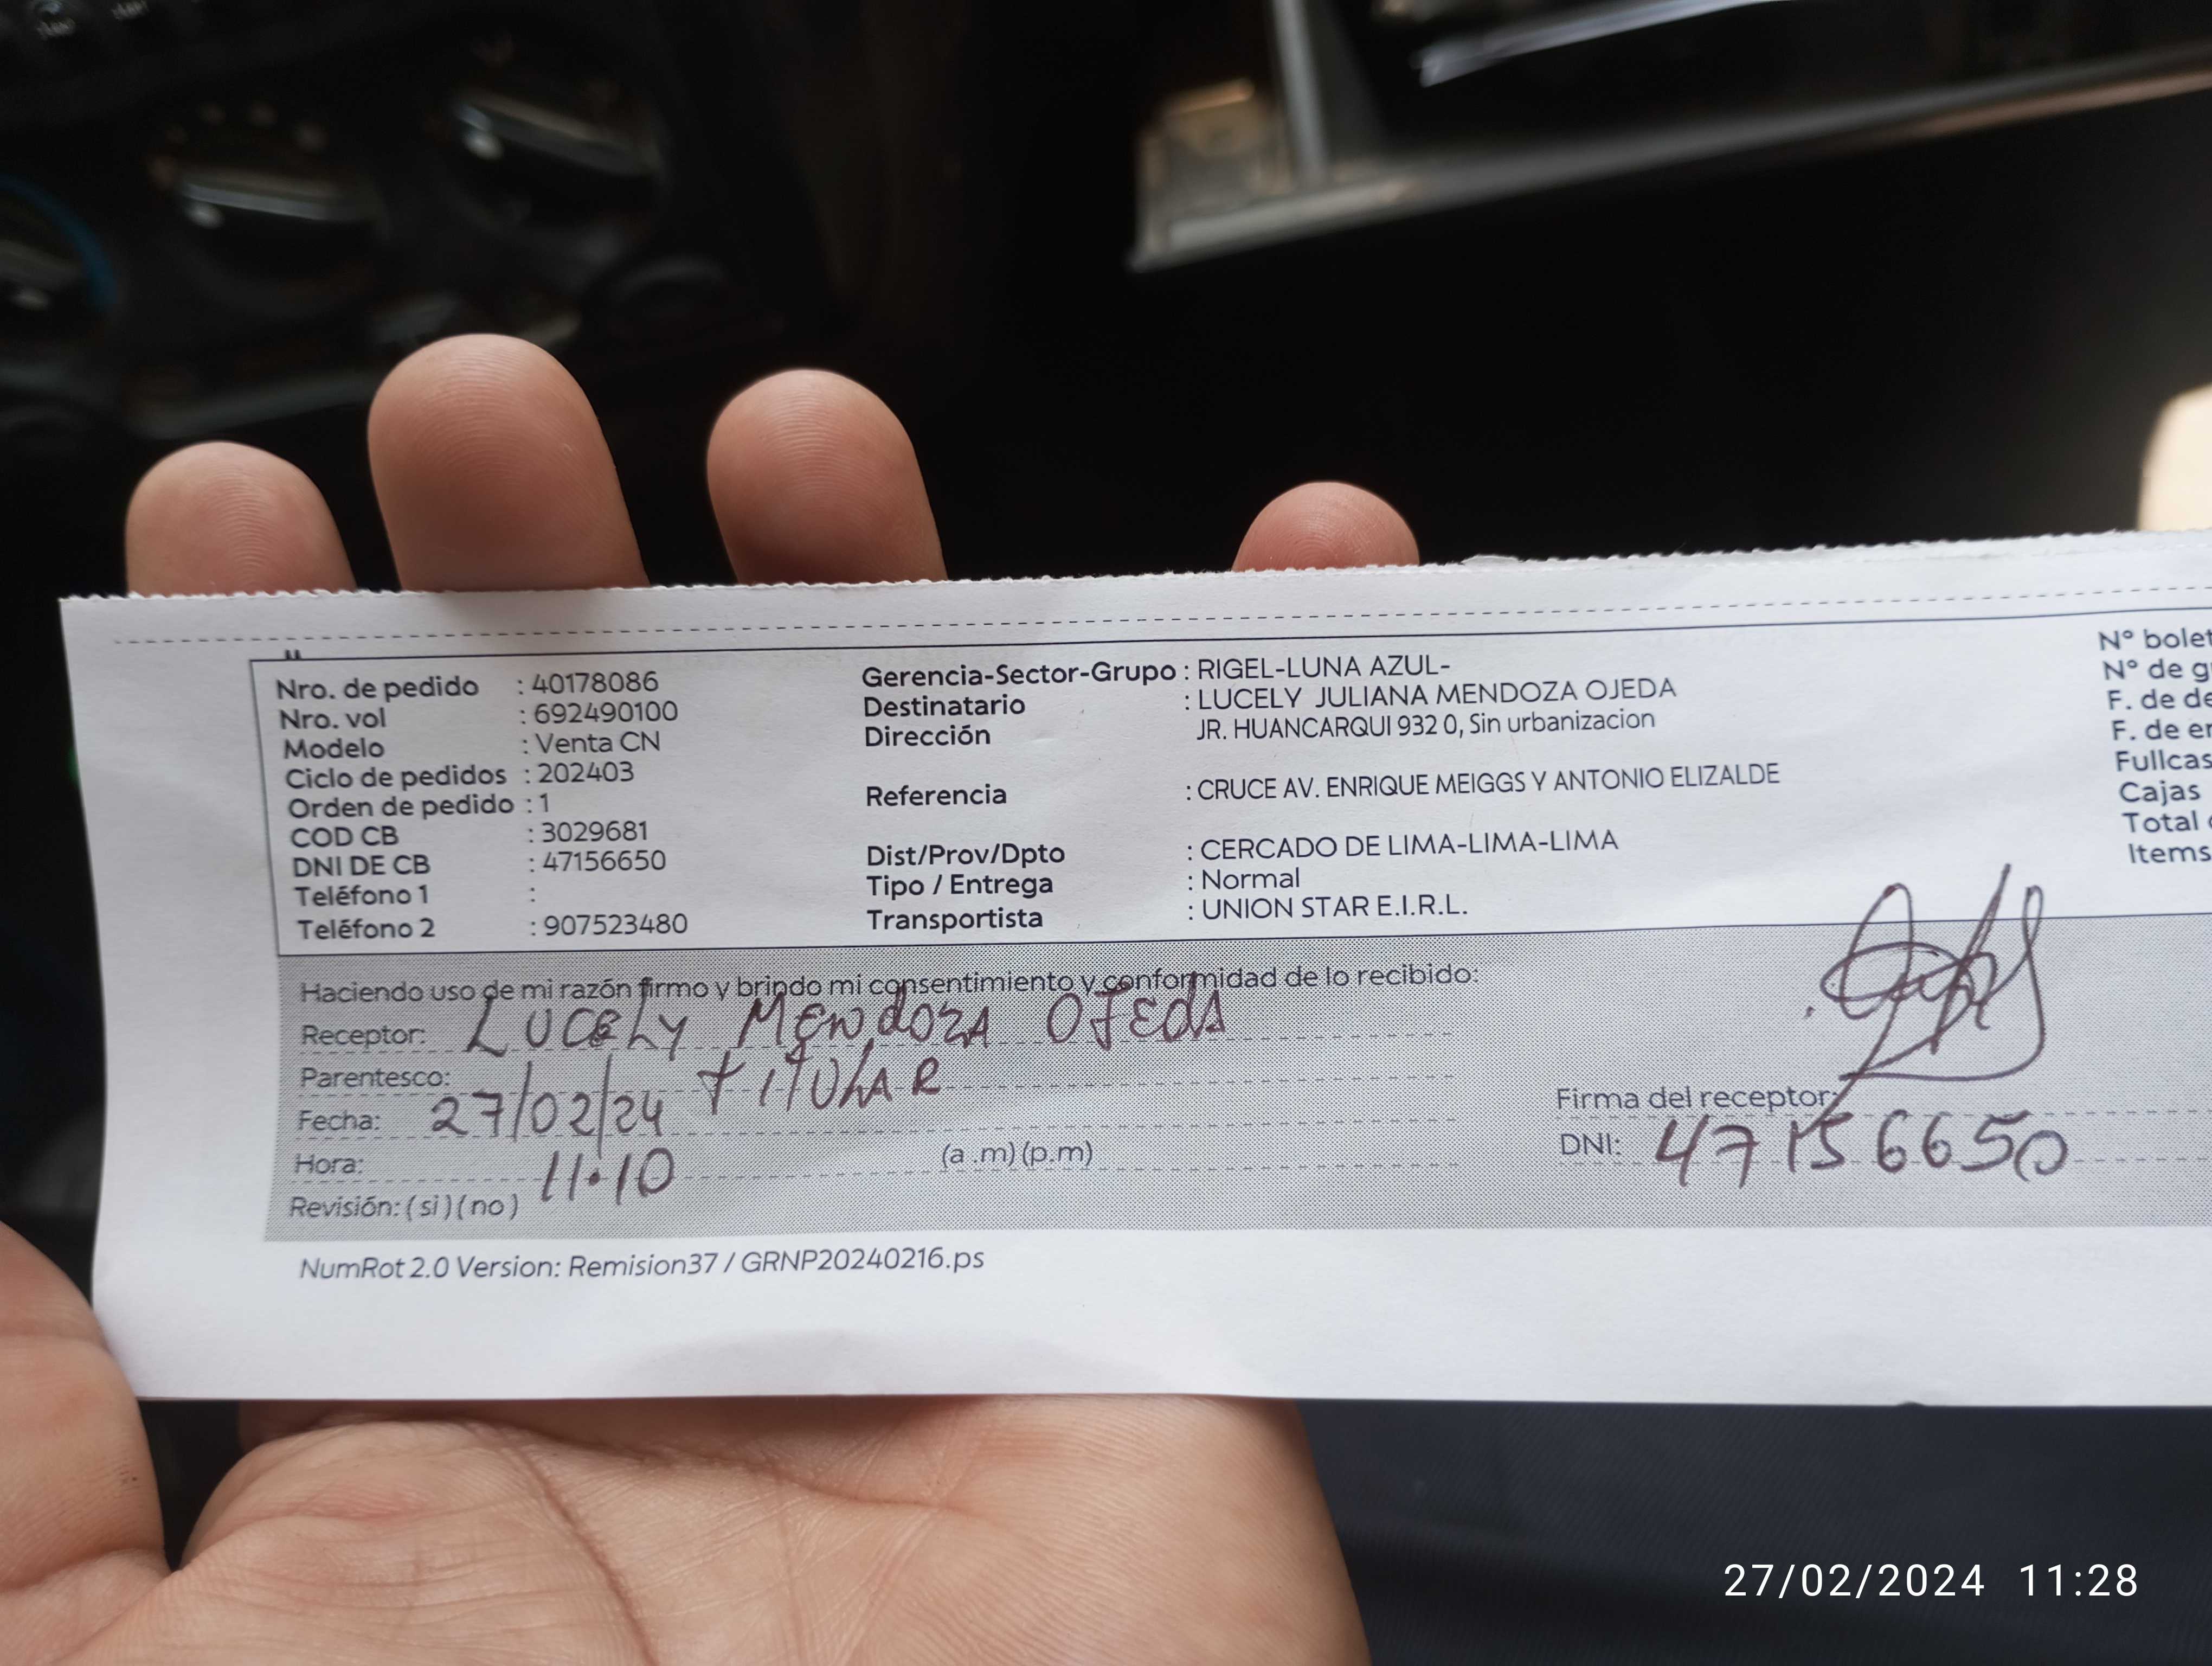 Nro. de pedido : 40178086
Nro. vol : 692490100
Modelo : Venta CN
Ciclo de pedidos : 202403
Orden de pedido : 1
COD CB : 3029681
DNI DE CB : 47156650
Teléfono 1 :
Teléfono 2 : 907523480
Gerencia-Sector-Grupo : RIGEL-LUNA AZUL-
Destinatario : LUCELY JULIANA MENDOZA OJEDA
Dirección JR. HUANCARQUI 932 0, Sin urbanizacion
Referencia : CRUCE AV. ENRIQUE MEIGGS Y ANTONIO ELIZALDE
Dist/Prov/Dpto : CERCADO DE LIMA-LIMA-LIMA
Tipo / Entrega : Normal
Transportista : UNION STAR E.I.R.L.
N° bolet
N° de g
F. de de
F. de en
Fullcas
Cajas
Total
Items
Haciendo uso de mi razón firmo y brindo mi consentimiento y conformidad de lo recibido:
Receptor: LUCELY MENDOZA OJEDA
Parentesco: TITULAR
Fecha: 27/02/24
Hora: 11:10 (a .m) (p.m)
Revisión: ( si ) ( no )
Firma del receptor:
DNI: 47156650
NumRot 2.0 Version: Remision37 / GRNP20240216.ps
27/02/2024 11:28